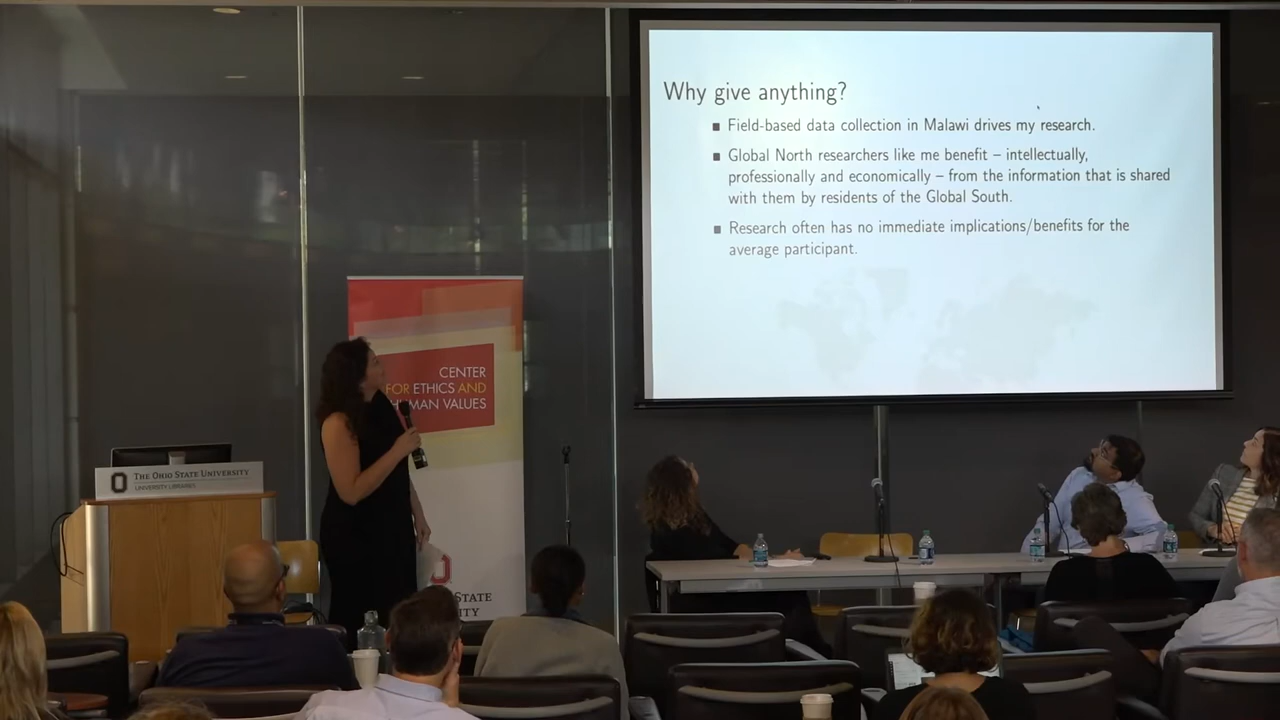 Why give anything?
Field-based data collection in Malawi drives my research.
Global North researchers like me benefit – intellectually,
professionally and economically – from the information that is shared
with them by residents of the Global South.
Research often has no immediate implications/benefits for the
average participant.
CENTER
FOR ETHICS AND
HUMAN VALUES
THE OHIO STATE UNIVERSITY
UNIVERSITY LIBRARIES